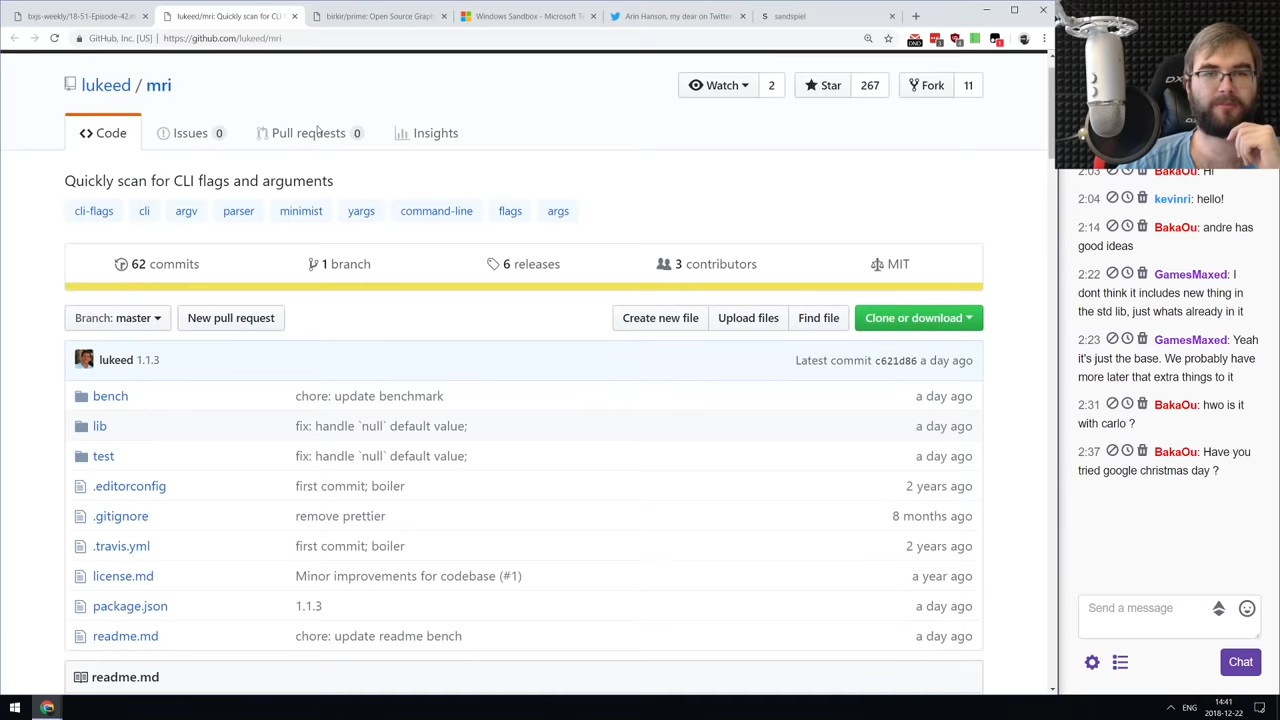 bxjs-weekly/18-51-Episode-42.m
lukeed/mri: Quickly scan for CLI
birkir/prime: Open Source Grap
Windows Sandbox - Microsoft Te
Arin Hanson, my dear on Twitter
sandspiel
GitHub, Inc. [US] | https://github.com/lukeed/mri
DND
lukeed / mri
Watch 2
Star 267
Fork 11
Code
Issues 0
Pull requests 0
Insights
Quickly scan for CLI flags and arguments
cli-flags cli argv parser minimist yargs command-line flags args
62 commits
1 branch
6 releases
3 contributors
MIT
Branch: master
New pull request
Create new file
Upload files
Find file
Clone or download
lukeed 1.1.3
Latest commit c621d86 a day ago
bench chore: update benchmark a day ago
lib fix: handle `null` default value; a day ago
test fix: handle `null` default value; a day ago
.editorconfig first commit; boiler 2 years ago
.gitignore remove prettier 8 months ago
.travis.yml first commit; boiler 2 years ago
license.md Minor improvements for codebase (#1) a year ago
package.json 1.1.3 a day ago
readme.md chore: update readme bench a day ago
readme.md
DX
2:03 BakaOu: Hi
2:04 kevinri: hello!
2:14 BakaOu: andre has
good ideas
2:22 GamesMaxed: I
dont think it includes new thing in
the std lib, just whats already in it
2:23 GamesMaxed: Yeah
it's just the base. We probably have
more later that extra things to it
2:31 BakaOu: hwo is it
with carlo ?
2:37 BakaOu: Have you
tried google christmas day ?
Send a message
Chat
ENG
14:41
2018-12-22